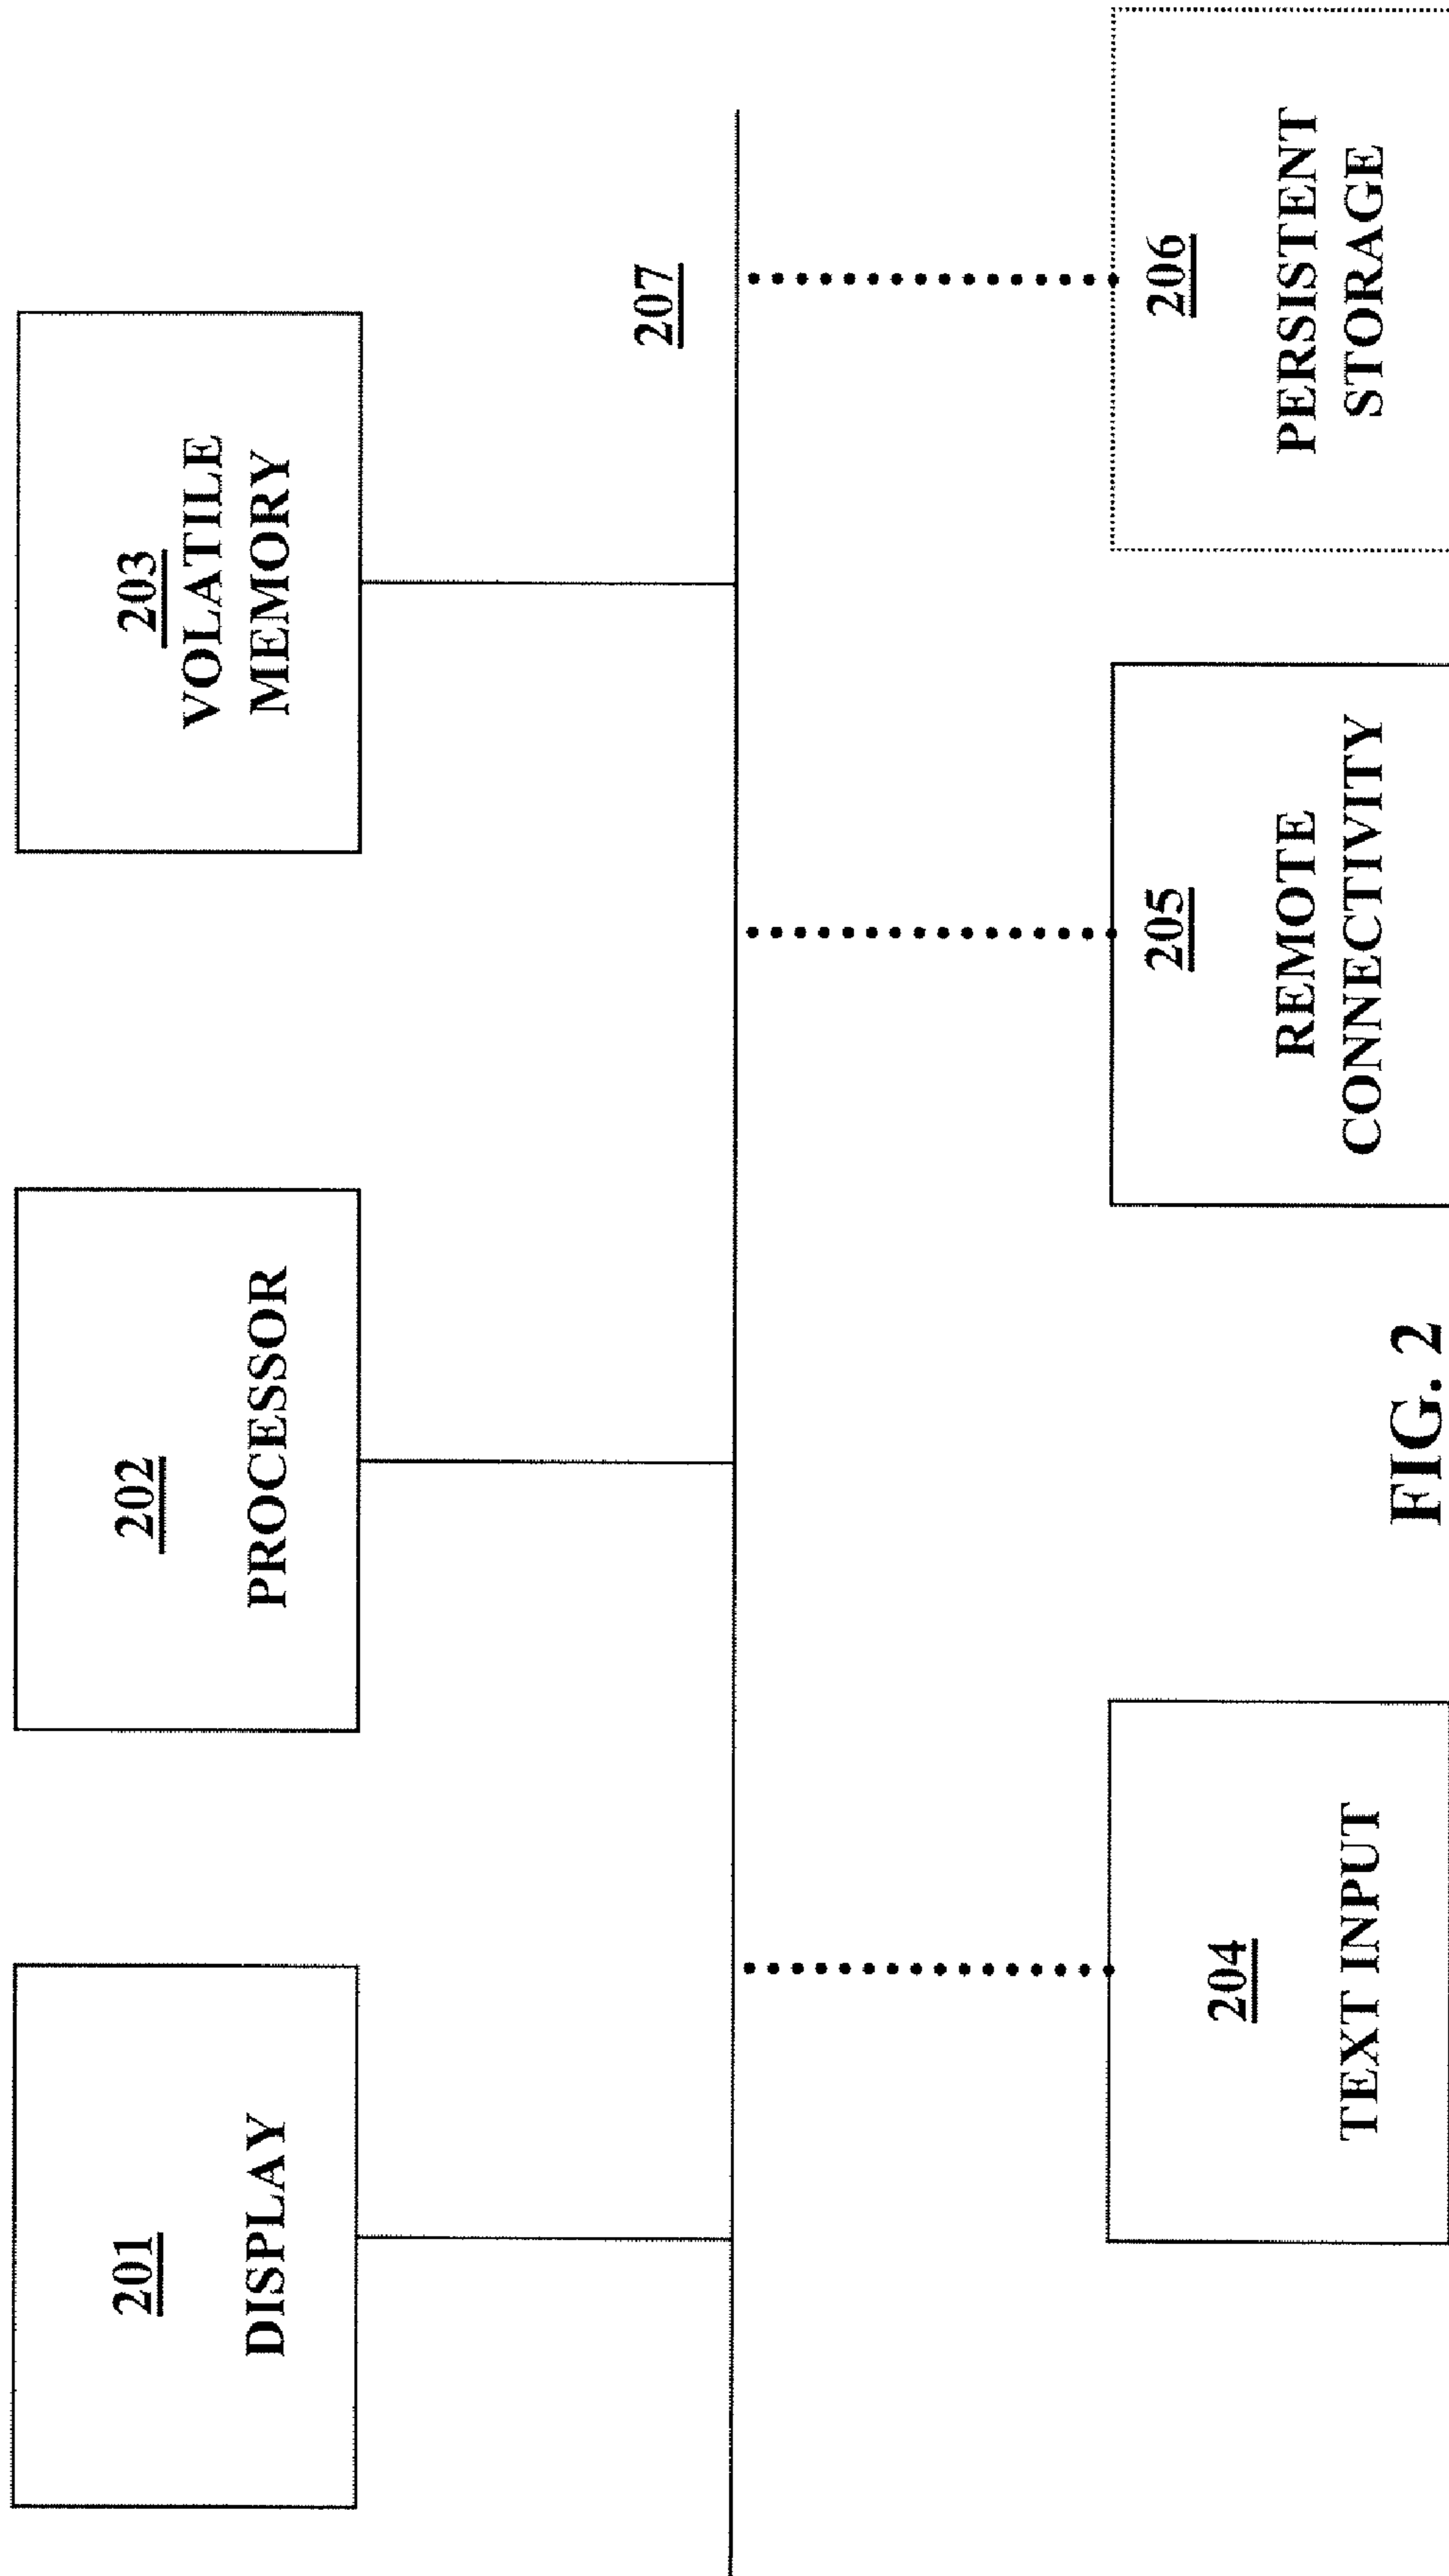 201
DISPLAY
202
PROCESSOR
203
VOLATILE
MEMORY
207
204
TEXT INPUT
205
REMOTE
CONNECTIVITY
206
PERSISTENT
STORAGE
FIG. 2